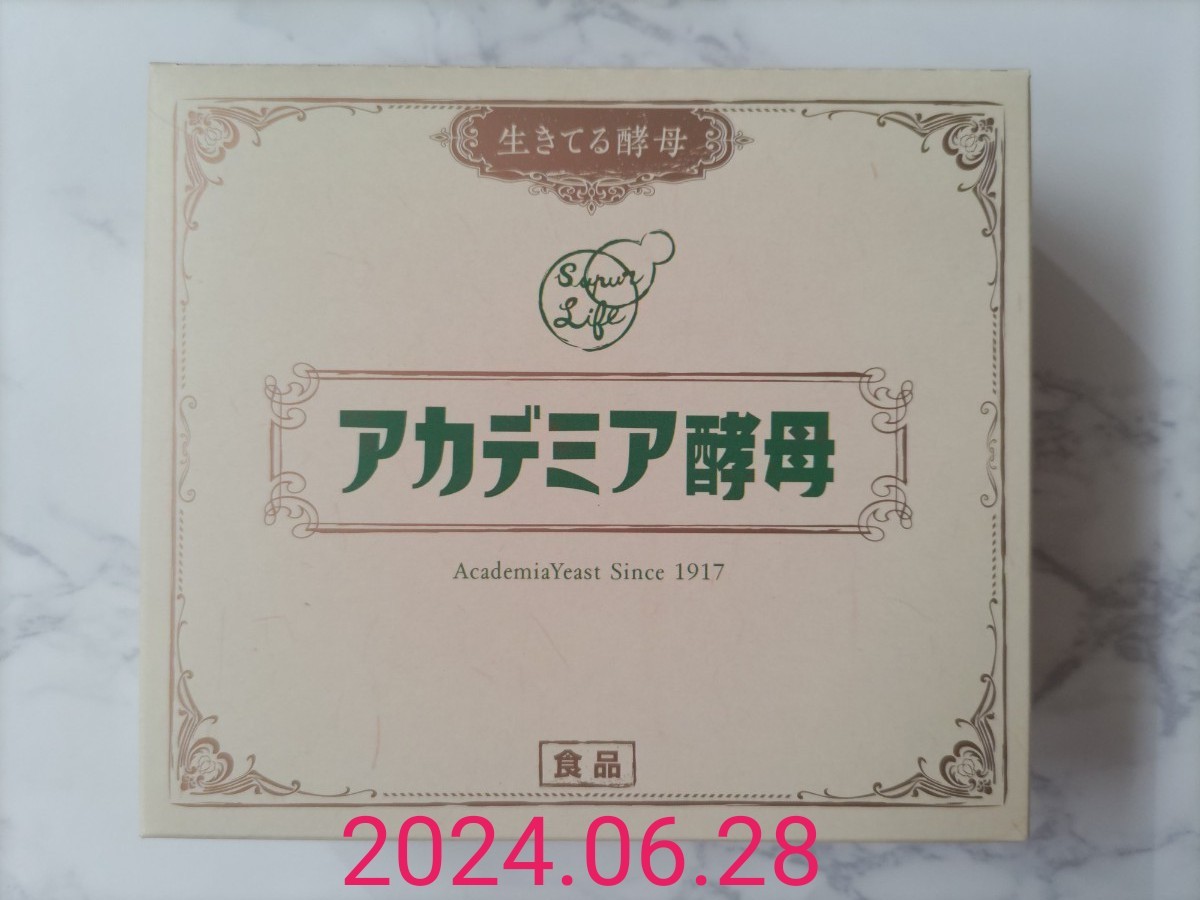 生きてる酵母
Supur
Life
アカデミア酵母
AcademiaYeast Since 1917
食品
2024.06.28